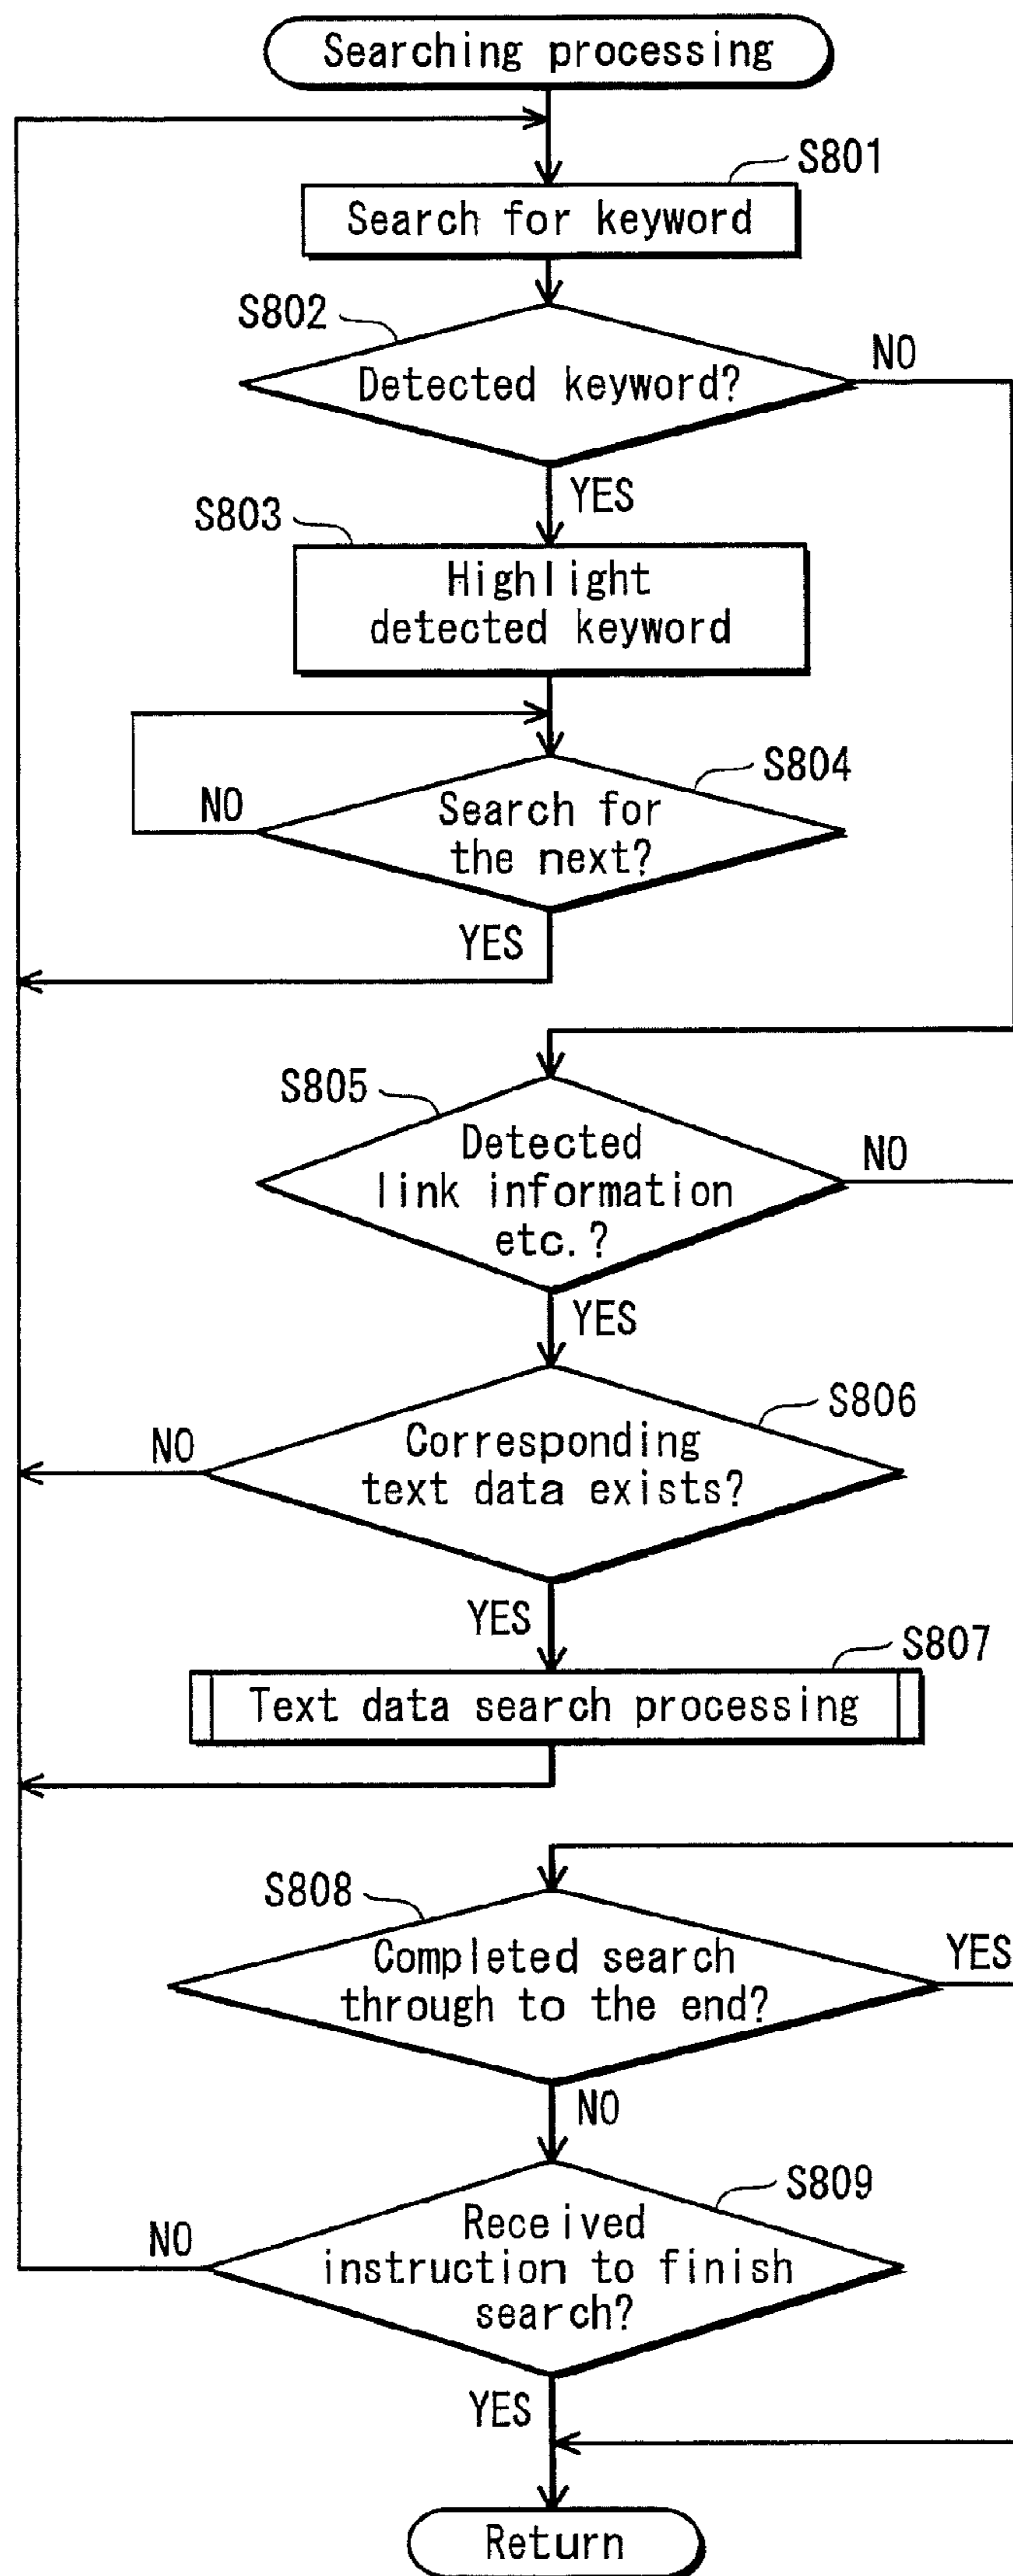 Searching processing
S801
Search for keyword
S802
NO
Detected keyword?
YES
S803
Highlight
detected keyword
S804
NO
Search for
the next?
YES
S805
Detected
link information
etc.?
NO
YES
S806
NO
Corresponding
text data exists?
YES
S807
Text data search processing
S808
Completed search
through to the end?
YES
NO
S809
NO
Received
instruction to finish
search?
YES
Return